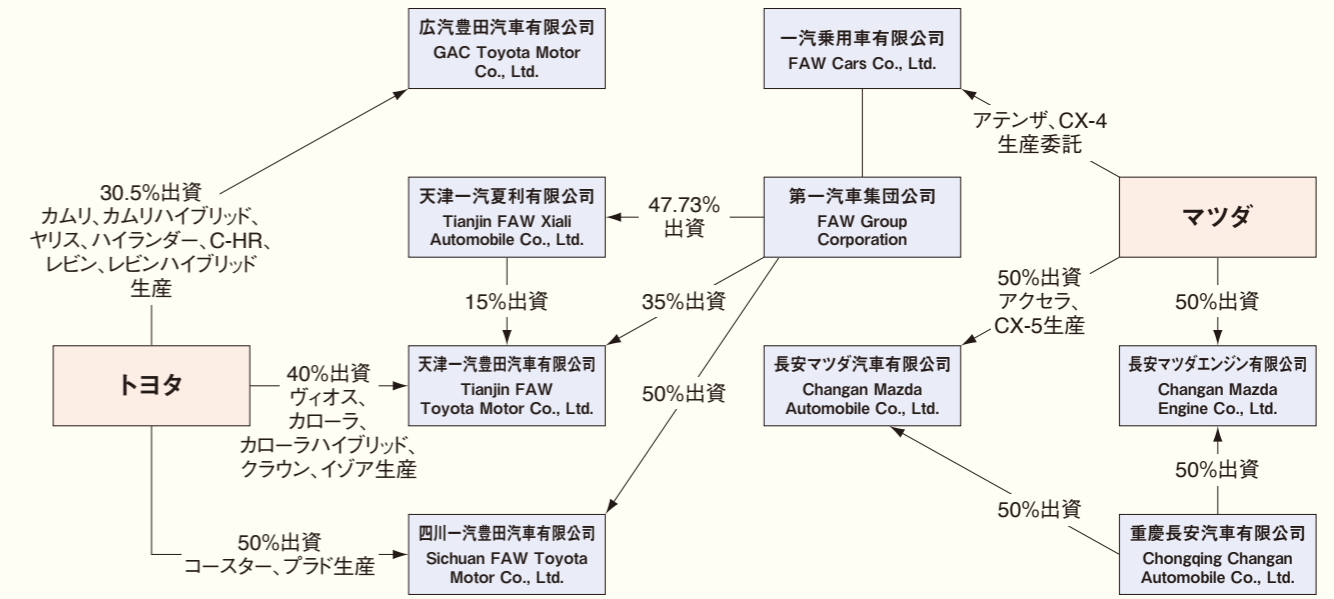 広汽豊田汽車有限公司
GAC Toyota Motor
Co., Ltd.
一汽乗用車有限公司
FAW Cars Co., Ltd.
アテンザ、CX-4
生産委託
30.5%出資
カムリ、カムリハイブリッド、
ヤリス、ハイランダー、C-HR、
レビン、レビンハイブリッド
生産
天津一汽夏利有限公司
Tianjin FAW Xiali
Automobile Co., Ltd.
47.73%
出資
第一汽車集団公司
FAW Group
Corporation
マツダ
15%出資
35%出資
50%出資
アクセラ、
CX-5生産
50%出資
トヨタ
40%出資
ヴィオス、
カローラ、
カローラハイブリッド、
クラウン、イゾア生産
天津一汽豊田汽車有限公司
Tianjin FAW
Toyota Motor Co., Ltd.
50%出資
長安マツダ汽車有限公司
Changan Mazda
Automobile Co., Ltd.
長安マツダエンジン有限公司
Changan Mazda
Engine Co., Ltd.
50%出資
50%出資
50%出資
コースター、プラド生産
四川一汽豊田汽車有限公司
Sichuan FAW Toyota
Motor Co., Ltd.
重慶長安汽車有限公司
Chongqing Changan
Automobile Co., Ltd.